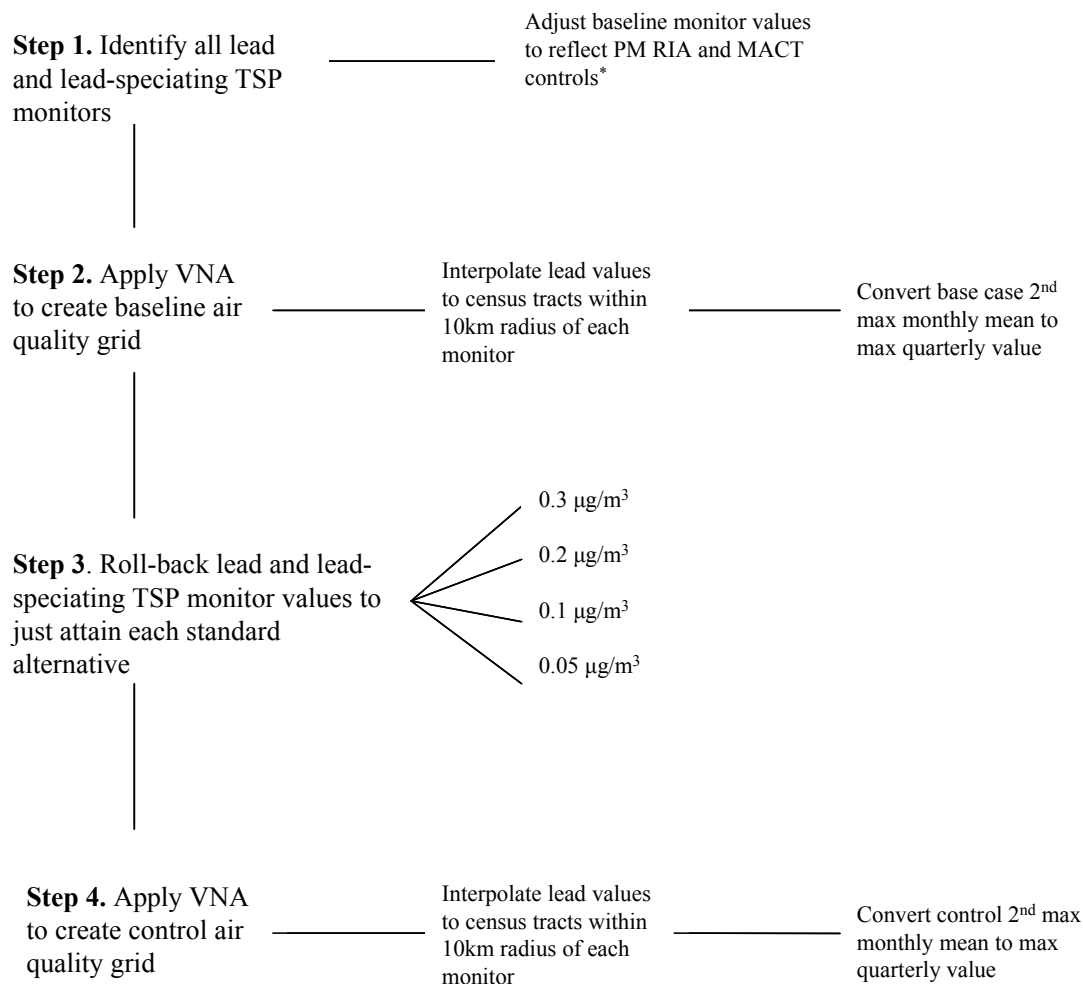 Step 1. Identify all lead
and lead-speciating TSP
monitors
Adjust baseline monitor values
to reflect PM RIA and MACT
controls*
Step 2. Apply VNA
to create baseline air
quality grid
Interpolate lead values
to census tracts within
10km radius of each
monitor
Convert base case 2nd
max monthly mean to
max quarterly value
Step 3. Roll-back lead and lead-
speciating TSP monitor values to
just attain each standard
alternative
0.3 μg/m3
0.2 μg/m3
0.1 μg/m3
0.05 μg/m3
Step 4. Apply VNA
to create control air
quality grid
Interpolate lead values
to census tracts within
10km radius of each
monitor
Convert control 2nd max
monthly mean to max
quarterly value